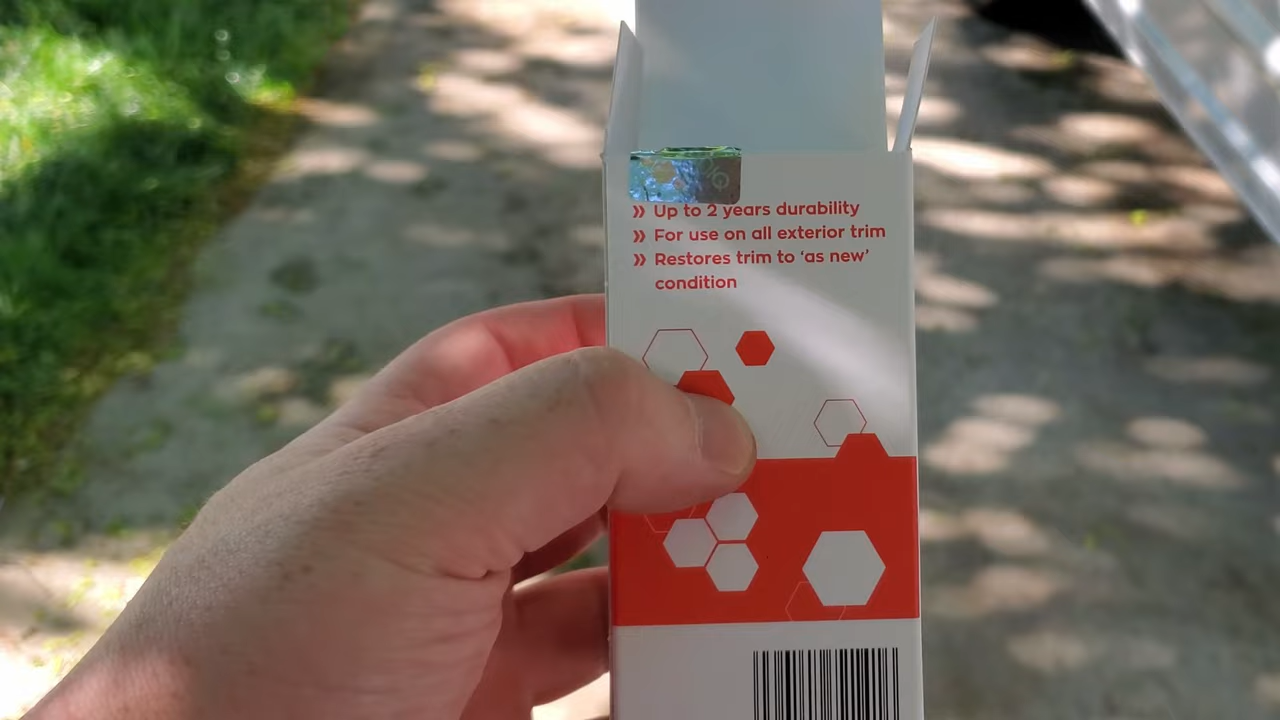 » Up to 2 years durability
» For use on all exterior trim
» Restores trim to ‘as new’
condition